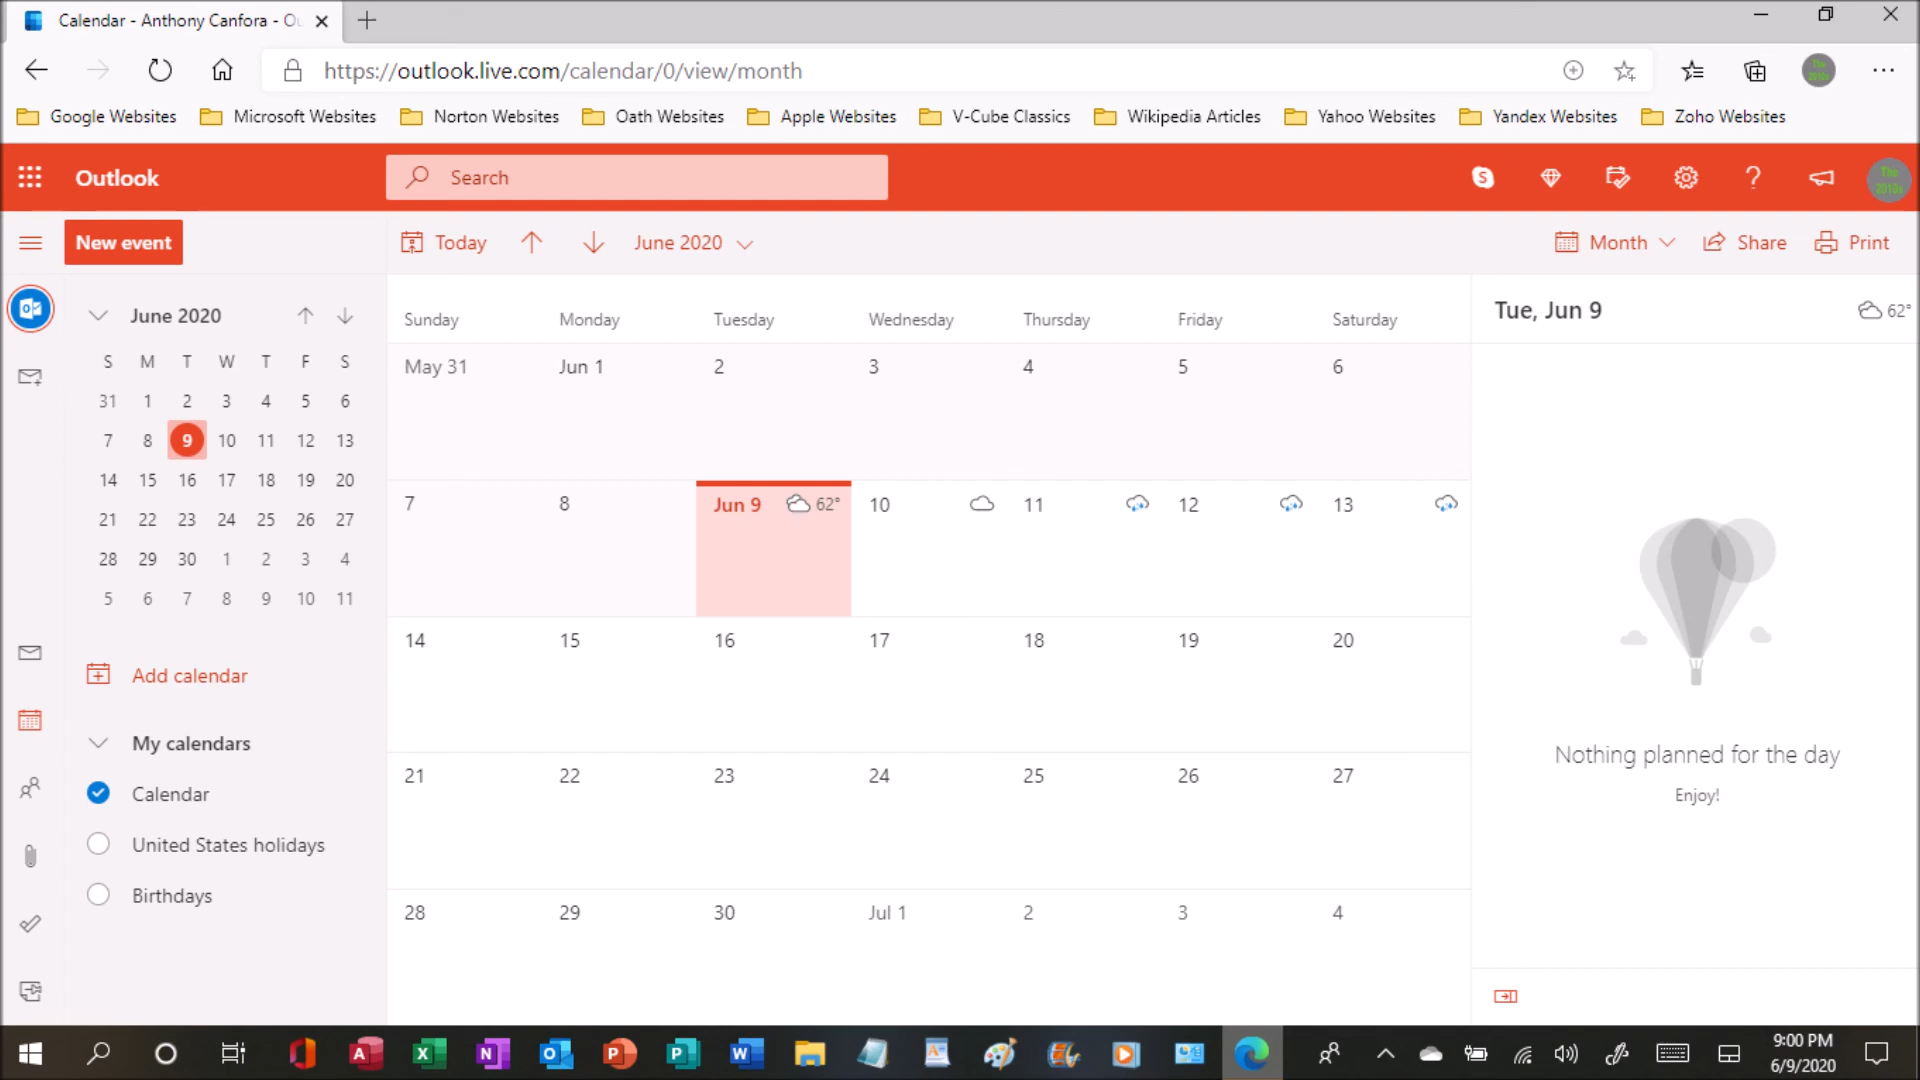 Calendar - Anthony Canfora - Ou
https://outlook.live.com/calendar/0/view/month
Google Websites Microsoft Websites Norton Websites Oath Websites Apple Websites V-Cube Classics Wikipedia Articles Yahoo Websites Yandex Websites Zoho Websites
Outlook
Search
The 2010s
New event
Today
June 2020
Month
Share
Print
June 2020
S M T W T F S
31 1 2 3 4 5 6
7 8 9 10 11 12 13
14 15 16 17 18 19 20
21 22 23 24 25 26 27
28 29 30 1 2 3 4
5 6 7 8 9 10 11
Add calendar
My calendars
Calendar
United States holidays
Birthdays
Sunday Monday Tuesday Wednesday Thursday Friday Saturday
May 31 Jun 1 2 3 4 5 6
7 8 Jun 9 62° 10 11 12 13
14 15 16 17 18 19 20
21 22 23 24 25 26 27
28 29 30 Jul 1 2 3 4
Tue, Jun 9
62°
Nothing planned for the day
Enjoy!
9:00 PM
6/9/2020